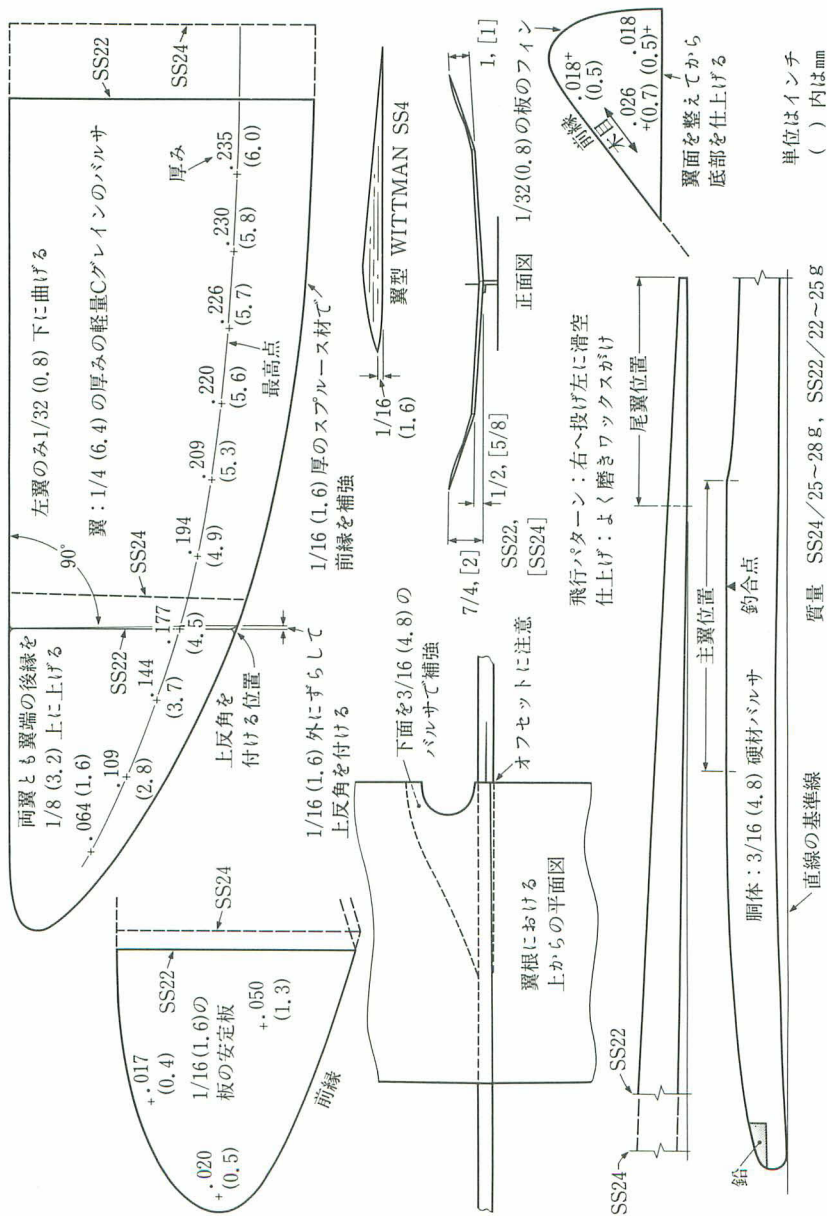 両翼とも翼端の後縁を
1/8 (3.2) 上に上げる
.064 (1.6)
.109
(2.8)
.144
(3.7)
.177
(4.5)
.194
(4.9)
.209
(5.3)
.220
(5.6)
.226
(5.7)
.230
(5.8)
.235
(6.0)
SS22
90°
SS24
左翼のみ1/32 (0.8) 下に曲げる
翼：1/4 (6.4) の厚みの軽量Cグレインのバルサ
厚み
最高点
SS22
SS24
上反角を
付ける位置
1/16 (1.6) 外にずらして
上反角を付ける
1/16 (1.6) 厚のスプルース材で
前縁を補強
SS24
SS22
.017
(0.4)
1/16 (1.6)の
板の安定板
.020
(0.5)
.050
(1.3)
前縁
下面を3/16 (4.8) の
バルサで補強
翼根における
上からの平面図
オフセットに注意
1/16
(1.6)
翼型 WITTMAN SS4
7/4, [2]
1/2, [5/8]
1, [1]
SS22,
[SS24]
正面図
1/32 (0.8) の板のフィン
前縁
木目
.018
(0.5)
.026
(0.7)
.018
(0.5)
翼面を整えてから
底部を仕上げる
飛行パターン：右へ投げ左に滑空
仕上げ：よく磨きワックスがけ
SS24
SS22
尾翼位置
主翼位置
鉛
胴体：3/16 (4.8) 硬材バルサ
釣合点
直線の基準線
単位はインチ
( ) 内はmm
質量 SS24/25～28g, SS22/22～25g